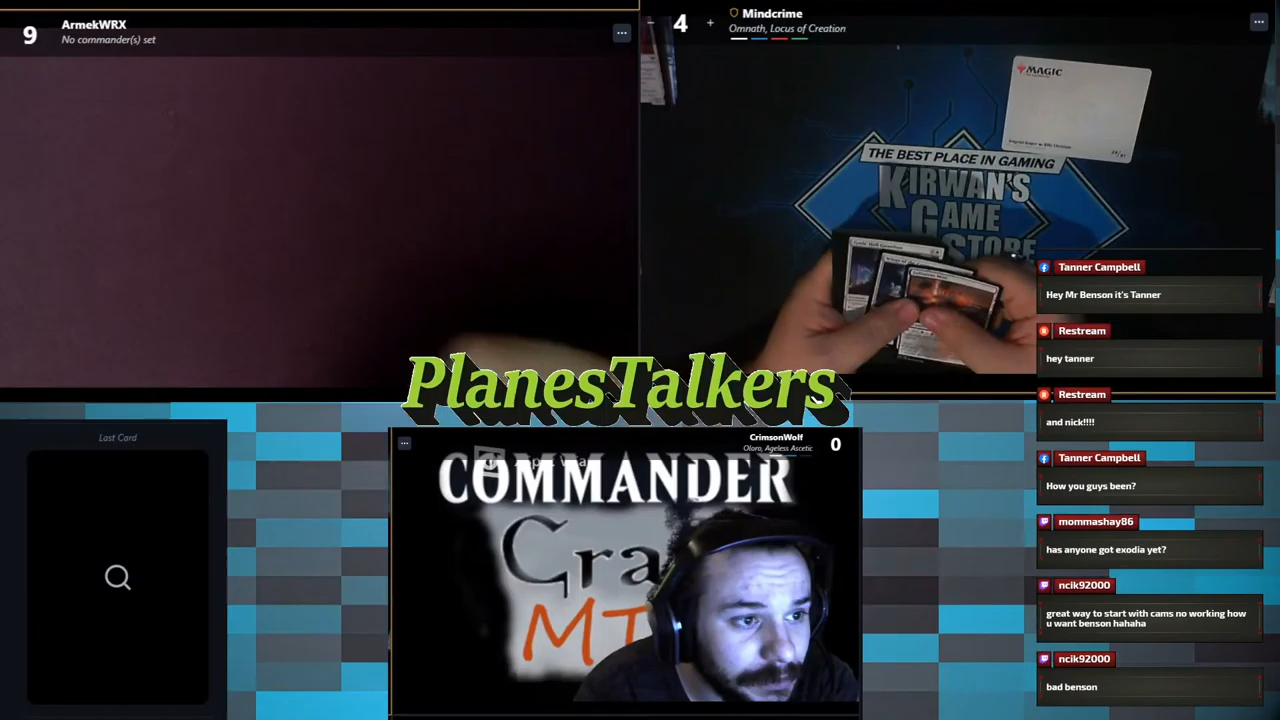 9
ArmekWRX
No commander(s) set
4
+
Mindcrime
Omnath, Locus of Creation
MAGIC
THE BEST PLACE IN GAMING
KIRWAN'S
GAME
STORE
Tanner Campbell
Hey Mr Benson it's Tanner
Restream
hey tanner
Restream
and nick!!!!
Tanner Campbell
How you guys been?
mommashay86
has anyone got exodia yet?
ncik92000
great way to start with cams no working how
u want benson hahaha
ncik92000
bad benson
PlanesTalkers
Last Card
CrimsonWolf
Oloro, Ageless Ascetic
0
COMMANDER
Cra
MT